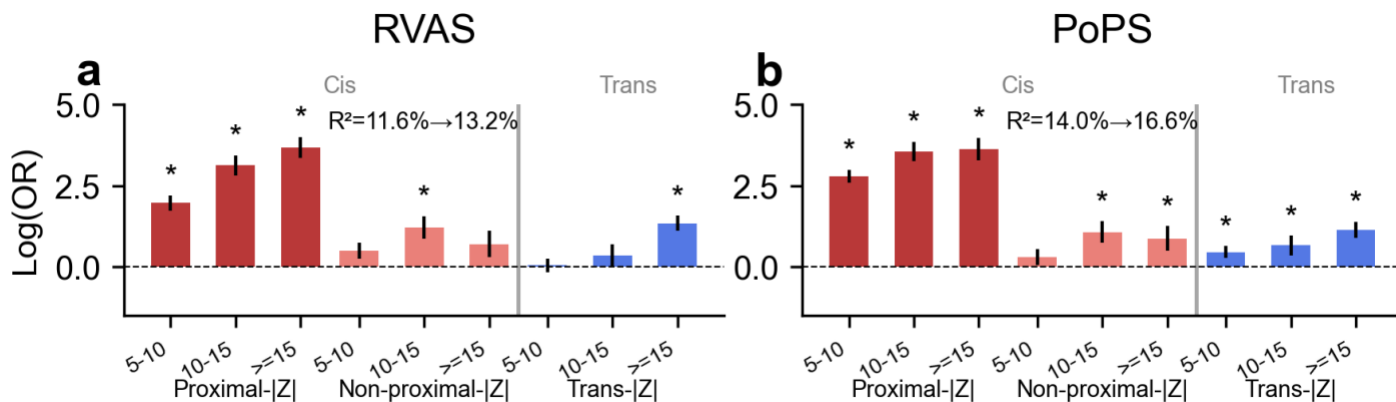 RVAS
a
Cis
Trans
R²=11.6%→13.2%
5.0
2.5
0.0
Log(OR)
* * * * *
5-10 10-15 >=15 5-10 10-15 >=15 5-10 10-15 >=15
Proximal-|Z| Non-proximal-|Z| Trans-|Z|
PoPS
b
Cis
Trans
R²=14.0%→16.6%
5.0
2.5
0.0
* * * * * * * *
5-10 10-15 >=15 5-10 10-15 >=15 5-10 10-15 >=15
Proximal-|Z| Non-proximal-|Z| Trans-|Z|